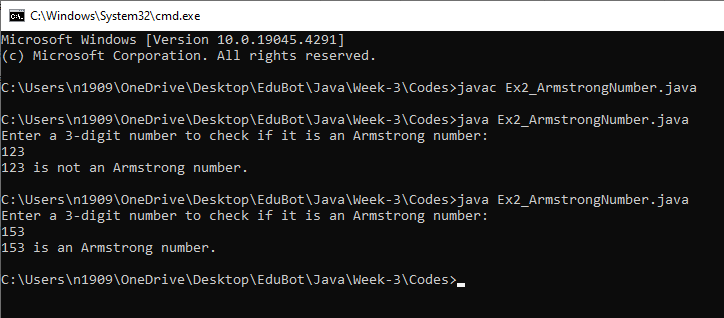 C:\Windows\System32\cmd.exe
Microsoft Windows [Version 10.0.19045.4291]
(c) Microsoft Corporation. All rights reserved.
C:\Users\n1909\OneDrive\Desktop\EduBot\Java\Week-3\Codes>javac Ex2_ArmstrongNumber.java
C:\Users\n1909\OneDrive\Desktop\EduBot\Java\Week-3\Codes>java Ex2_ArmstrongNumber.java
Enter a 3-digit number to check if it is an Armstrong number:
123
123 is not an Armstrong number.
C:\Users\n1909\OneDrive\Desktop\EduBot\Java\Week-3\Codes>java Ex2_ArmstrongNumber.java
Enter a 3-digit number to check if it is an Armstrong number:
153
153 is an Armstrong number.
C:\Users\n1909\OneDrive\Desktop\EduBot\Java\Week-3\Codes>